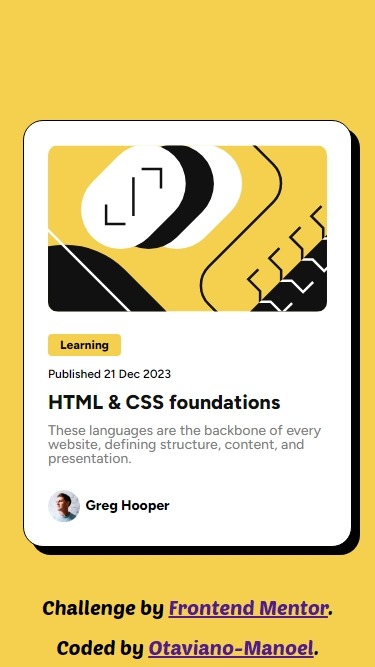 Learning
Published 21 Dec 2023
HTML & CSS foundations
These languages are the backbone of every
website, defining structure, content, and
presentation.
Greg Hooper
Challenge by Frontend Mentor.
Coded by Otaviano-Manoel.